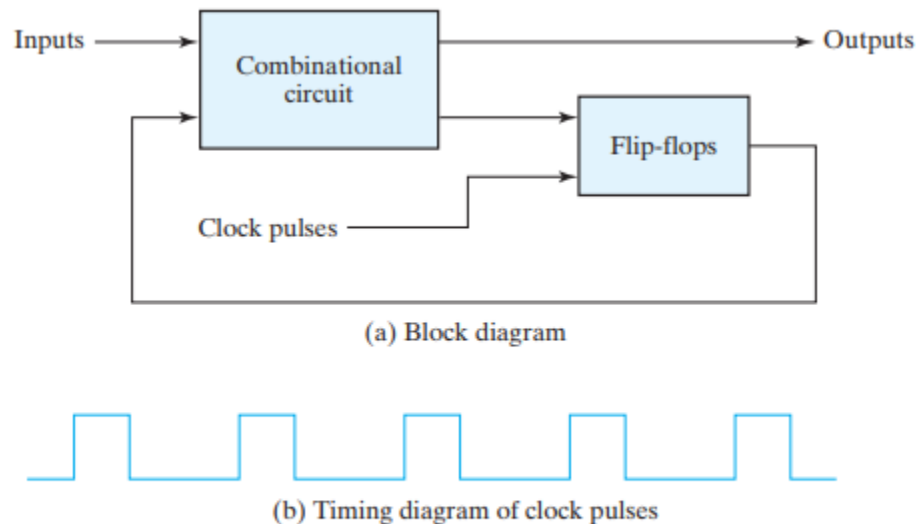 Inputs
Outputs
Combinational
circuit
Flip-flops
Clock pulses
(a) Block diagram
(b) Timing diagram of clock pulses